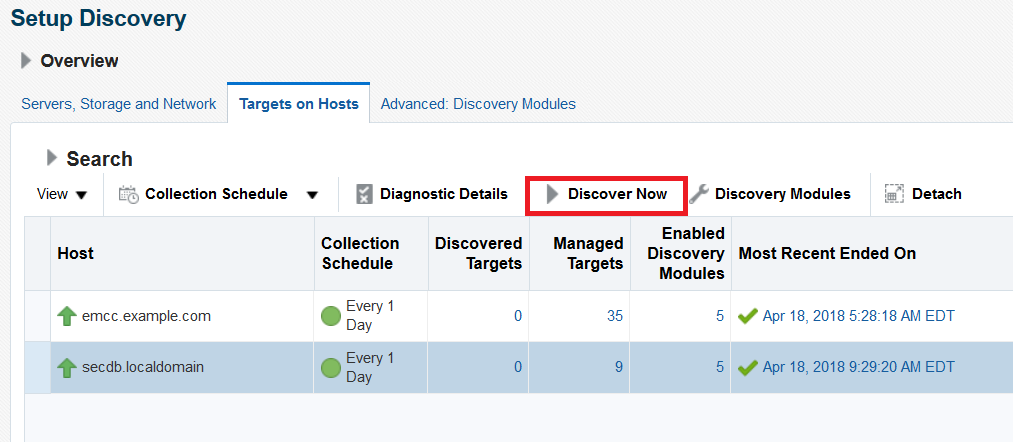 Setup Discovery
Overview
Servers, Storage and Network Targets on Hosts Advanced: Discovery Modules
Search
View Collection Schedule Diagnostic Details Discover Now Discovery Modules Detach
Host Collection Schedule Discovered Targets Managed Targets Enabled Discovery Modules Most Recent Ended On
emcc.example.com Every 1 Day 0 35 5 Apr 18, 2018 5:28:18 AM EDT
secdb.localdomain Every 1 Day 0 9 5 Apr 18, 2018 9:29:20 AM EDT